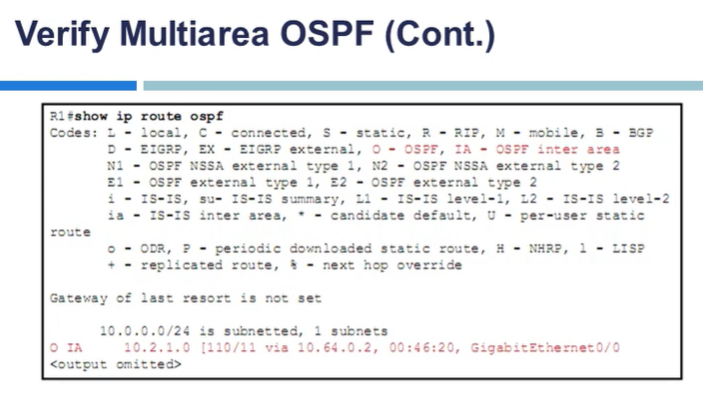 Verify Multiarea OSPF (Cont.)
R1#show ip route ospf
Codes: L - local, C - connected, S - static, R - RIP, M - mobile, B - BGP
D - EIGRP, EX - EIGRP external, O - OSPF, IA - OSPF inter area
N1 - OSPF NSSA external type 1, N2 - OSPF NSSA external type 2
E1 - OSPF external type 1, E2 - OSPF external type 2
i - IS-IS, su- IS-IS summary, L1 - IS-IS level-1, L2 - IS-IS level-2
ia - IS-IS inter area, * - candidate default, U - per-user static
route
o - ODR, P - periodic downloaded static route, H - NHRP, l - LISP
+ - replicated route, % - next hop override
Gateway of last resort is not set
10.0.0.0/24 is subnetted, 1 subnets
O IA 10.2.1.0 [110/11 via 10.64.0.2, 00:46:20, GigabitEthernet0/0
<output omitted>